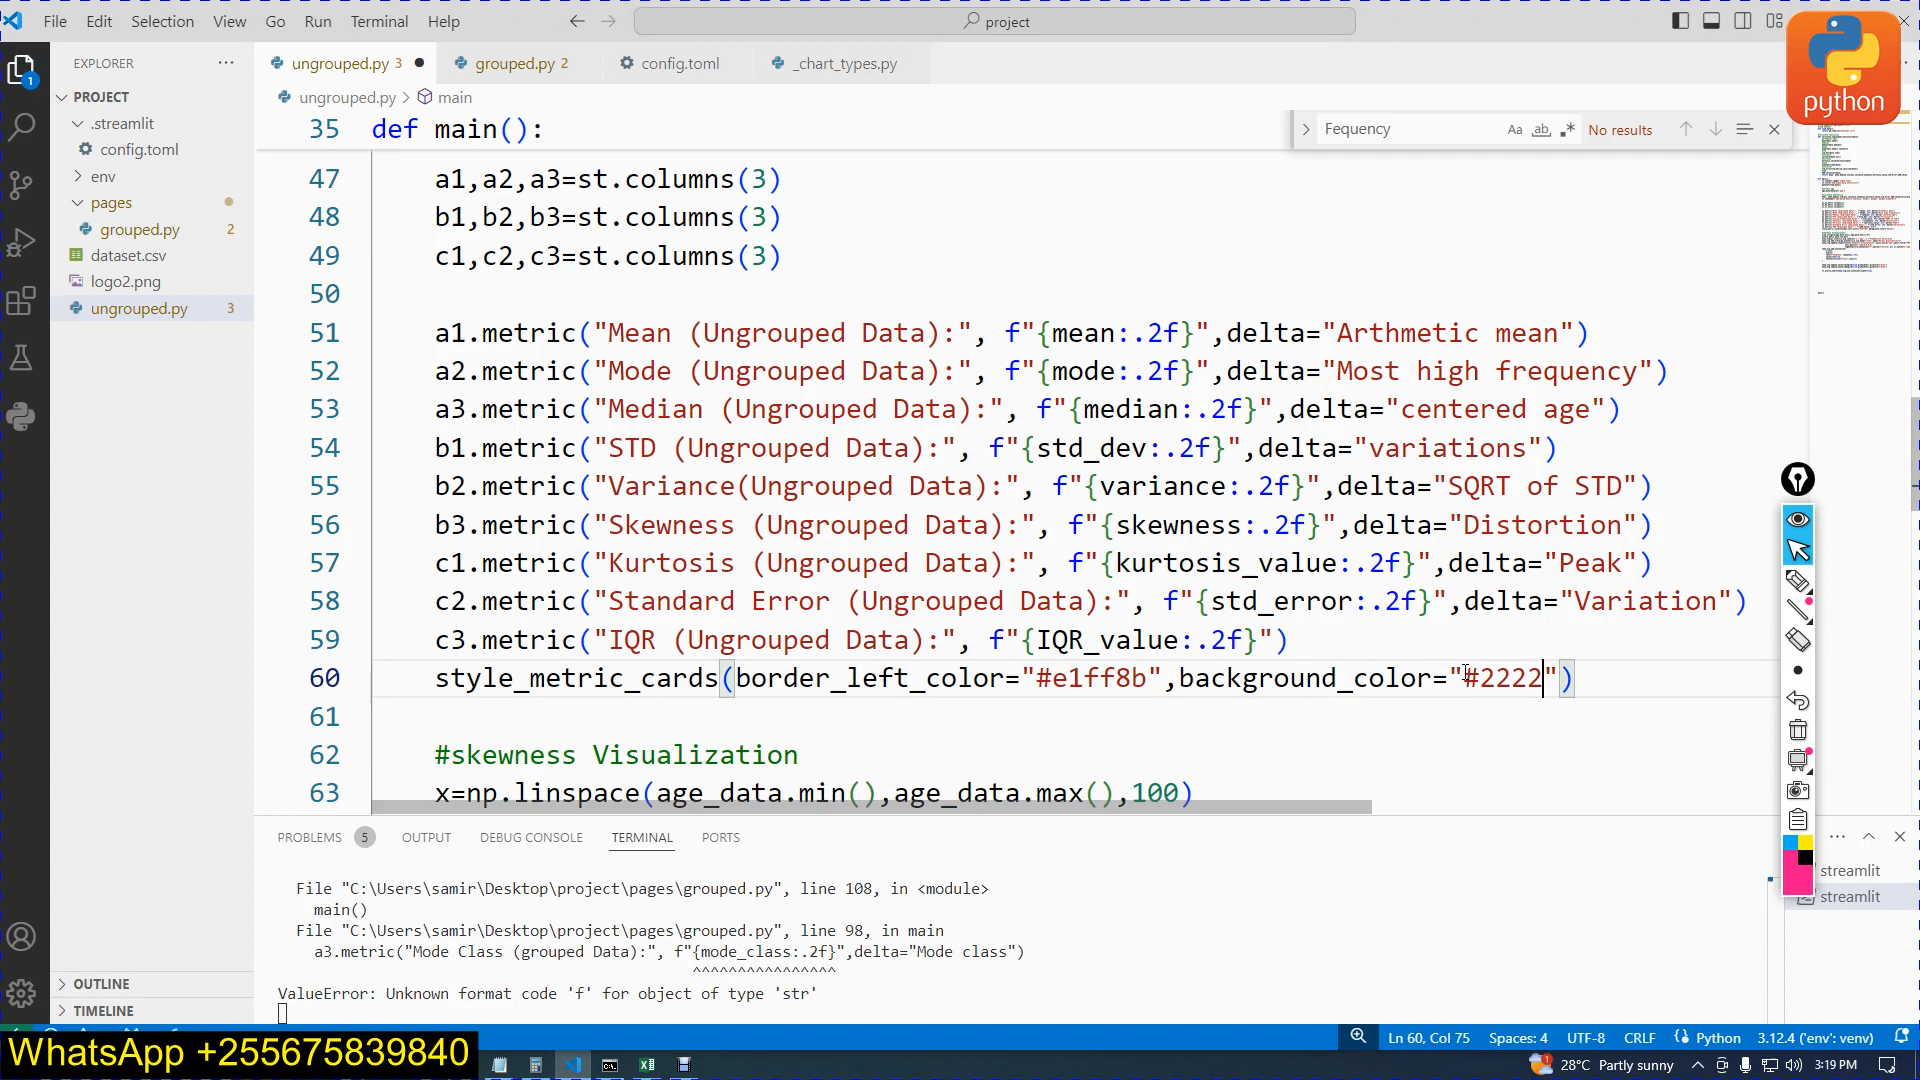 File Edit Selection View Go Run Terminal Help
project
python
EXPLORER
ungrouped.py 3
grouped.py 2
config.toml
_chart_types.py
PROJECT
.streamlit
config.toml
env
pages
grouped.py 2
dataset.csv
logo2.png
ungrouped.py 3
1
ungrouped.py > main
Fequency
Aa ab .* No results
35 def main():
47 a1,a2,a3=st.columns(3)
48 b1,b2,b3=st.columns(3)
49 c1,c2,c3=st.columns(3)
50
51 a1.metric("Mean (Ungrouped Data):", f"{mean:.2f}",delta="Arthmetic mean")
52 a2.metric("Mode (Ungrouped Data):", f"{mode:.2f}",delta="Most high frequency")
53 a3.metric("Median (Ungrouped Data):", f"{median:.2f}",delta="centered age")
54 b1.metric("STD (Ungrouped Data):", f"{std_dev:.2f}",delta="variations")
55 b2.metric("Variance(Ungrouped Data):", f"{variance:.2f}",delta="SQRT of STD")
56 b3.metric("Skewness (Ungrouped Data):", f"{skewness:.2f}",delta="Distortion")
57 c1.metric("Kurtosis (Ungrouped Data):", f"{kurtosis_value:.2f}",delta="Peak")
58 c2.metric("Standard Error (Ungrouped Data):", f"{std_error:.2f}",delta="Variation")
59 c3.metric("IQR (Ungrouped Data):", f"{IQR_value:.2f}")
60 style_metric_cards(border_left_color="#e1ff8b",background_color="#2222")
61
62 #skewness Visualization
63 x=np.linspace(age_data.min(),age_data.max(),100)
PROBLEMS 5 OUTPUT DEBUG CONSOLE TERMINAL PORTS
File "C:\Users\samir\Desktop\project\pages\grouped.py", line 108, in <module>
main()
File "C:\Users\samir\Desktop\project\pages\grouped.py", line 98, in main
a3.metric("Mode Class (grouped Data):", f"{mode_class:.2f}",delta="Mode class")
^^^^^^^^^^^^^^^^
ValueError: Unknown format code 'f' for object of type 'str'
streamlit
streamlit
OUTLINE
TIMELINE
Ln 60, Col 75 Spaces: 4 UTF-8 CRLF Python 3.12.4 ('env': venv)
WhatsApp +255675839840
1 28°C Partly sunny 3:19 PM